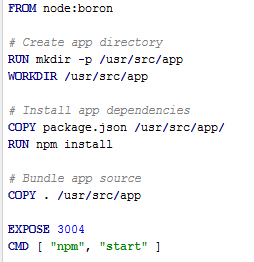 FROM node:boron
# Create app directory
RUN mkdir -p /usr/src/app
WORKDIR /usr/src/app
# Install app dependencies
COPY package.json /usr/src/app/
RUN npm install
# Bundle app source
COPY . /usr/src/app
EXPOSE 3004
CMD [ "npm", "start" ]